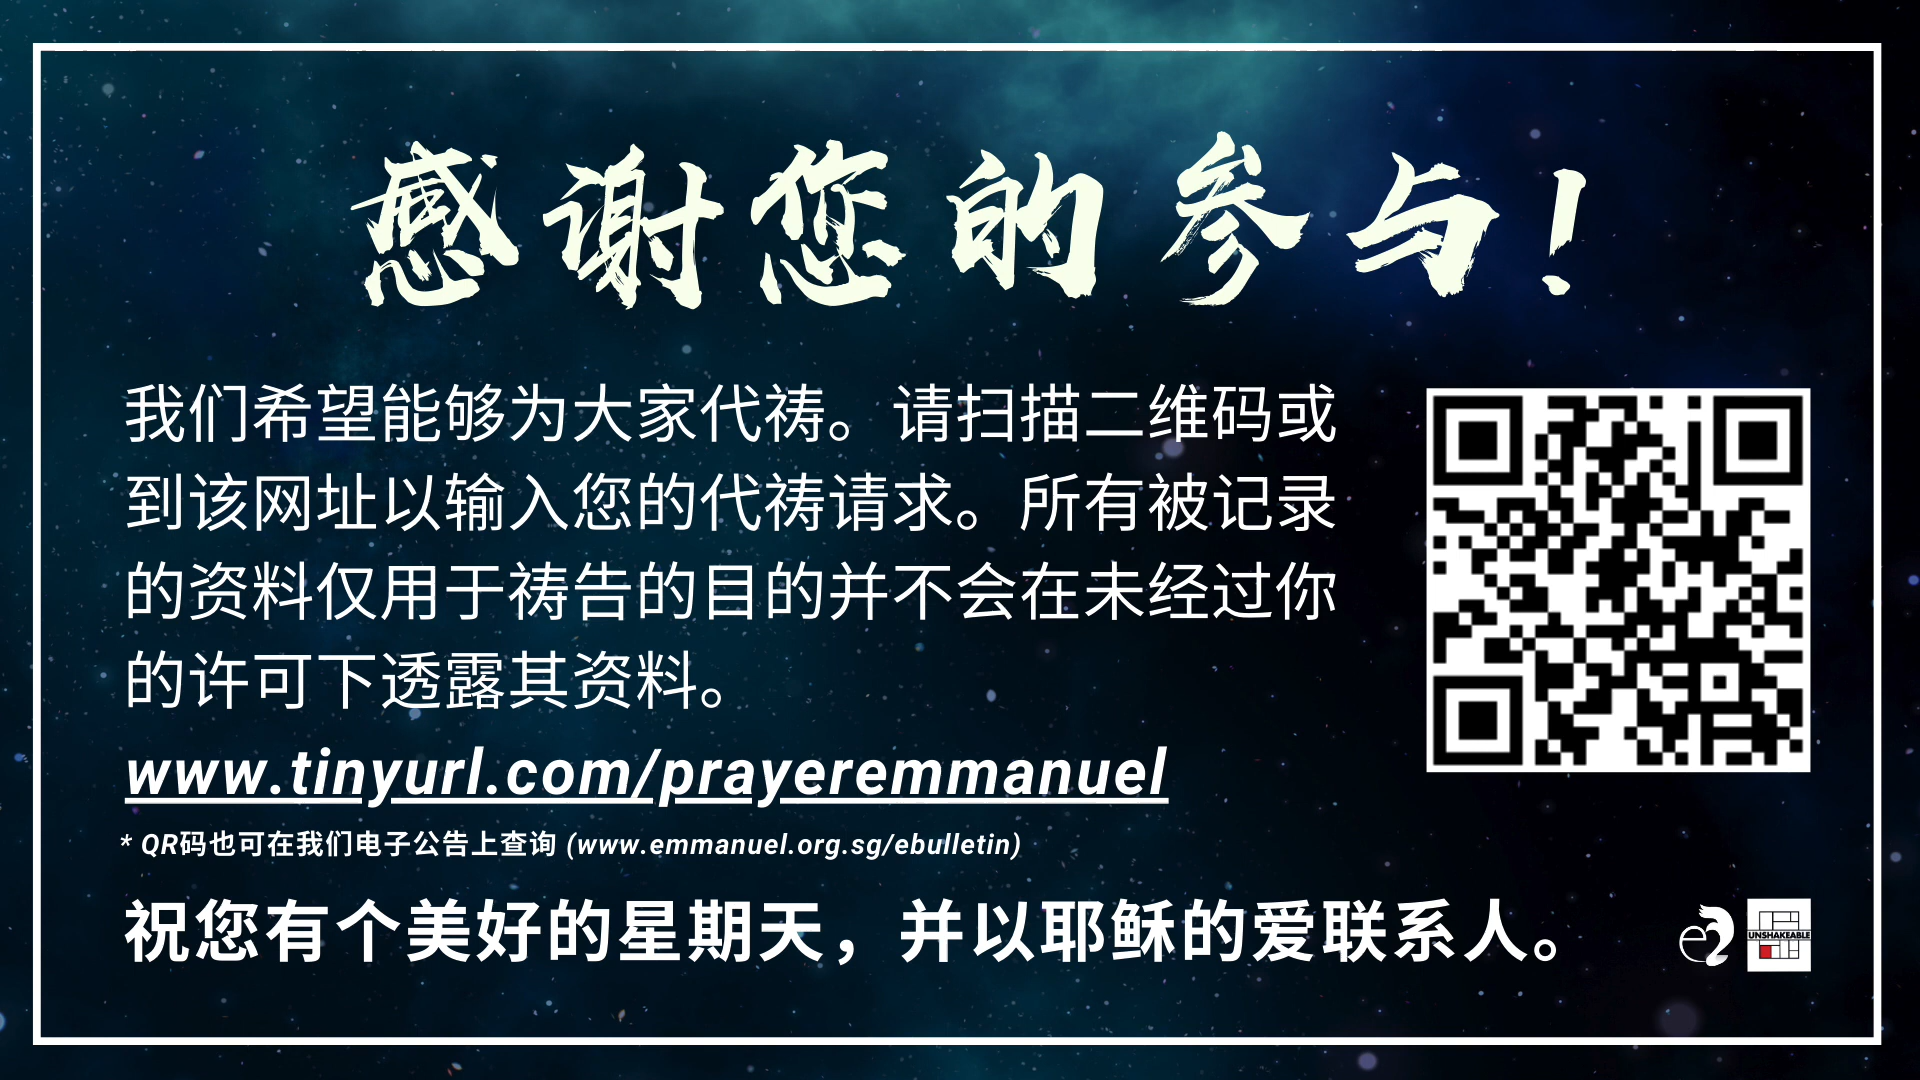 感谢您的参与!
我们希望能够为大家代祷。请扫描二维码或
到该网址以输入您的代祷请求。所有被记录
的资料仅用于祷告的目的并不会在未经过你
的许可下透露其资料。
www.tinyurl.com/prayeremmanuel
* QR码也可在我们电子公告上查询 (www.emmanuel.org.sg/ebulletin)
祝您有个美好的星期天，并以耶稣的爱联系人。
e2
UNSHAKEABLE